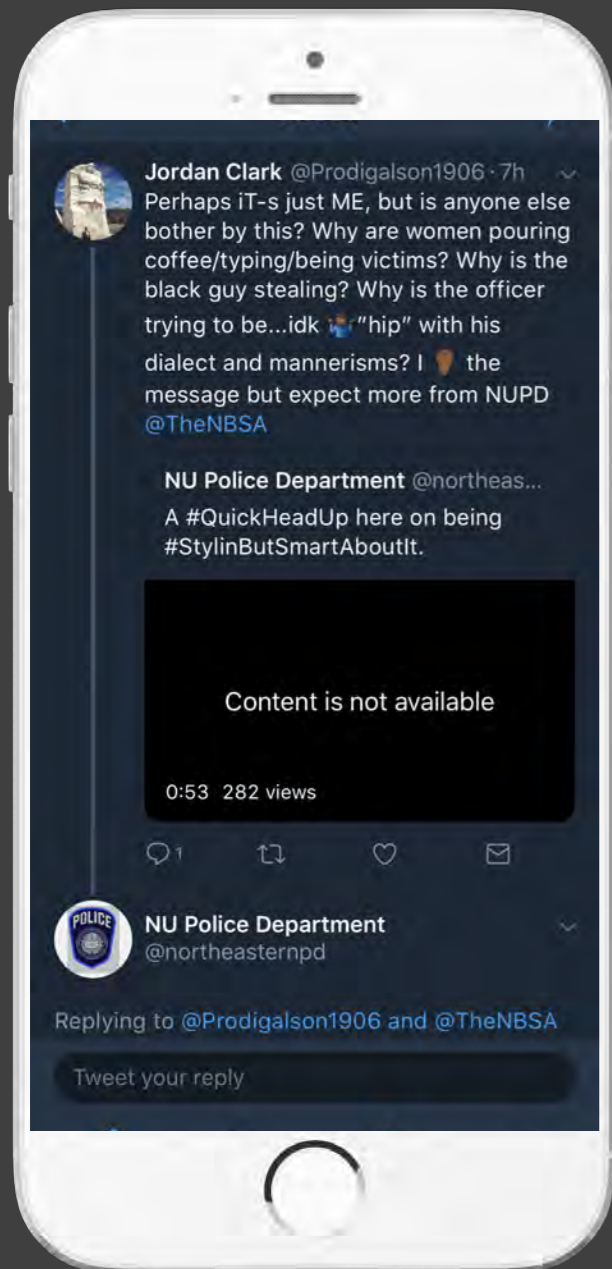 Jordan Clark @Prodigalson1906 · 7h
Perhaps iT-s just ME, but is anyone else
bother by this? Why are women pouring
coffee/typing/being victims? Why is the
black guy stealing? Why is the officer
trying to be...idk 🤷🏾‍♂️"hip" with his
dialect and mannerisms? I 👂🏾 the
message but expect more from NUPD
@TheNBSA
NU Police Department @northeas...
A #QuickHeadUp here on being
#StylinButSmartAboutIt.
Content is not available
0:53 282 views
1
POLICE
NU Police Department
@northeasternpd
Replying to @Prodigalson1906 and @TheNBSA
Tweet your reply